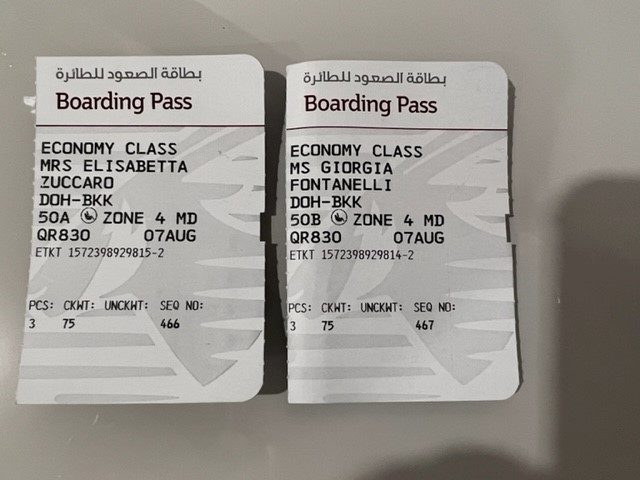 بطاقة الصعود للطائرة
Boarding Pass
ECONOMY CLASS
MRS ELISABETTA
ZUCCARO
DOH-BKK
50A ZONE 4 MD
QR830 07AUG
ETKT 1572398929815-2
PCS: CKWT: UNCKWT: SEQ NO:
3 75 466
بطاقة الصعود للطائرة
Boarding Pass
ECONOMY CLASS
MS GIORGIA
FONTANELLI
DOH-BKK
50B ZONE 4 MD
QR830 07AUG
ETKT 1572398929814-2
PCS: CKWT: UNCKWT: SEQ NO:
3 75 467